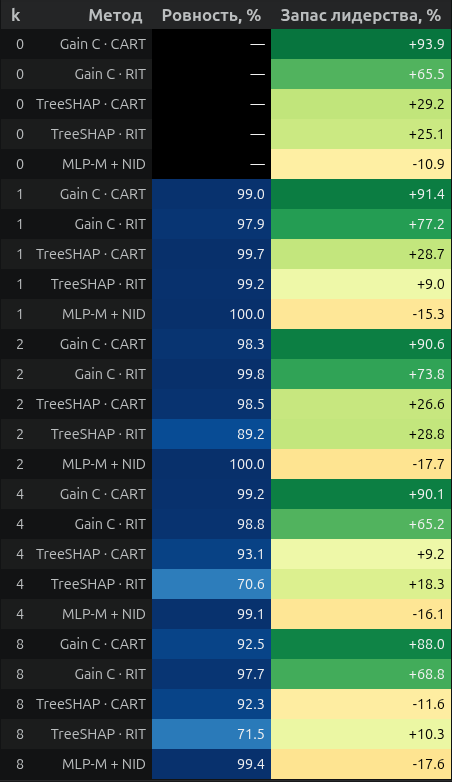 k Метод Ровность, % Запас лидерства, %
0 Gain C · CART — +93.9
0 Gain C · RIT — +65.5
0 TreeSHAP · CART — +29.2
0 TreeSHAP · RIT — +25.1
0 MLP-M + NID — -10.9
1 Gain C · CART 99.0 +91.4
1 Gain C · RIT 97.9 +77.2
1 TreeSHAP · CART 99.7 +28.7
1 TreeSHAP · RIT 99.2 +9.0
1 MLP-M + NID 100.0 -15.3
2 Gain C · CART 98.3 +90.6
2 Gain C · RIT 99.8 +73.8
2 TreeSHAP · CART 98.5 +26.6
2 TreeSHAP · RIT 89.2 +28.8
2 MLP-M + NID 100.0 -17.7
4 Gain C · CART 99.2 +90.1
4 Gain C · RIT 98.8 +65.2
4 TreeSHAP · CART 93.1 +9.2
4 TreeSHAP · RIT 70.6 +18.3
4 MLP-M + NID 99.1 -16.1
8 Gain C · CART 92.5 +88.0
8 Gain C · RIT 97.7 +68.8
8 TreeSHAP · CART 92.3 -11.6
8 TreeSHAP · RIT 71.5 +10.3
8 MLP-M + NID 99.4 -17.6